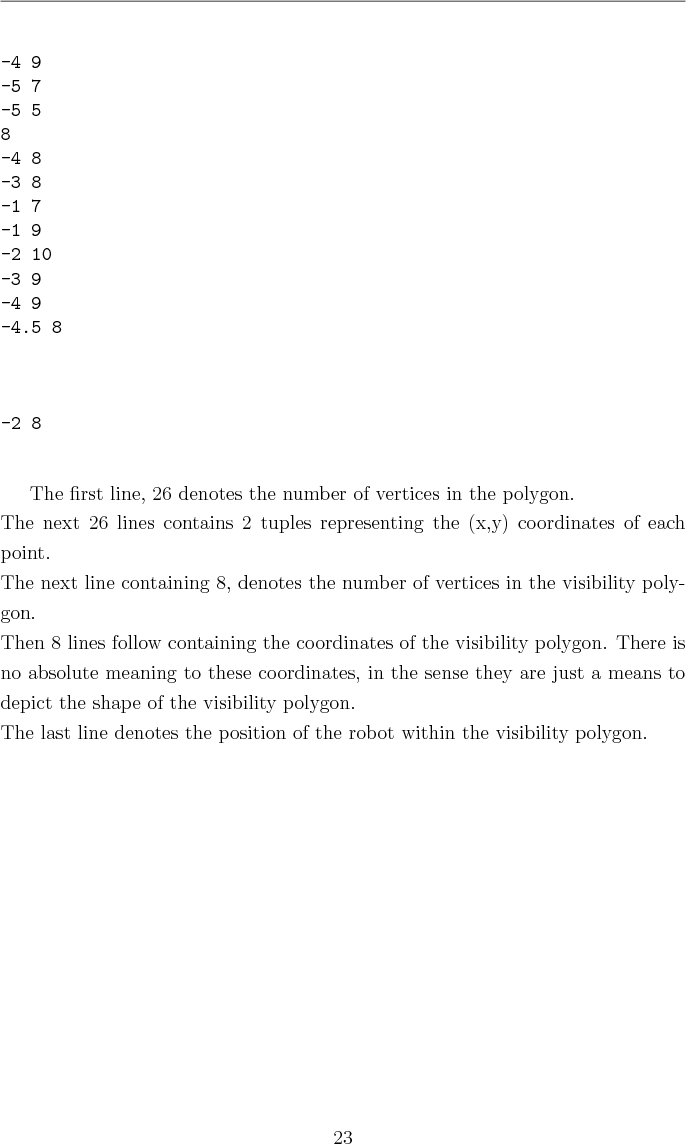 -4 9
-5 7
-5 5
8
-4 8
-3 8
-1 7
-1 9
-2 10
-3 9
-4 9
-4.5 8
-2 8
The first line, 26 denotes the number of vertices in the polygon.
The next 26 lines contains 2 tuples representing the (x,y) coordinates of each
point.
The next line containing 8, denotes the number of vertices in the visibility poly-
gon.
Then 8 lines follow containing the coordinates of the visibility polygon. There is
no absolute meaning to these coordinates, in the sense they are just a means to
depict the shape of the visibility polygon.
The last line denotes the position of the robot within the visibility polygon.
23